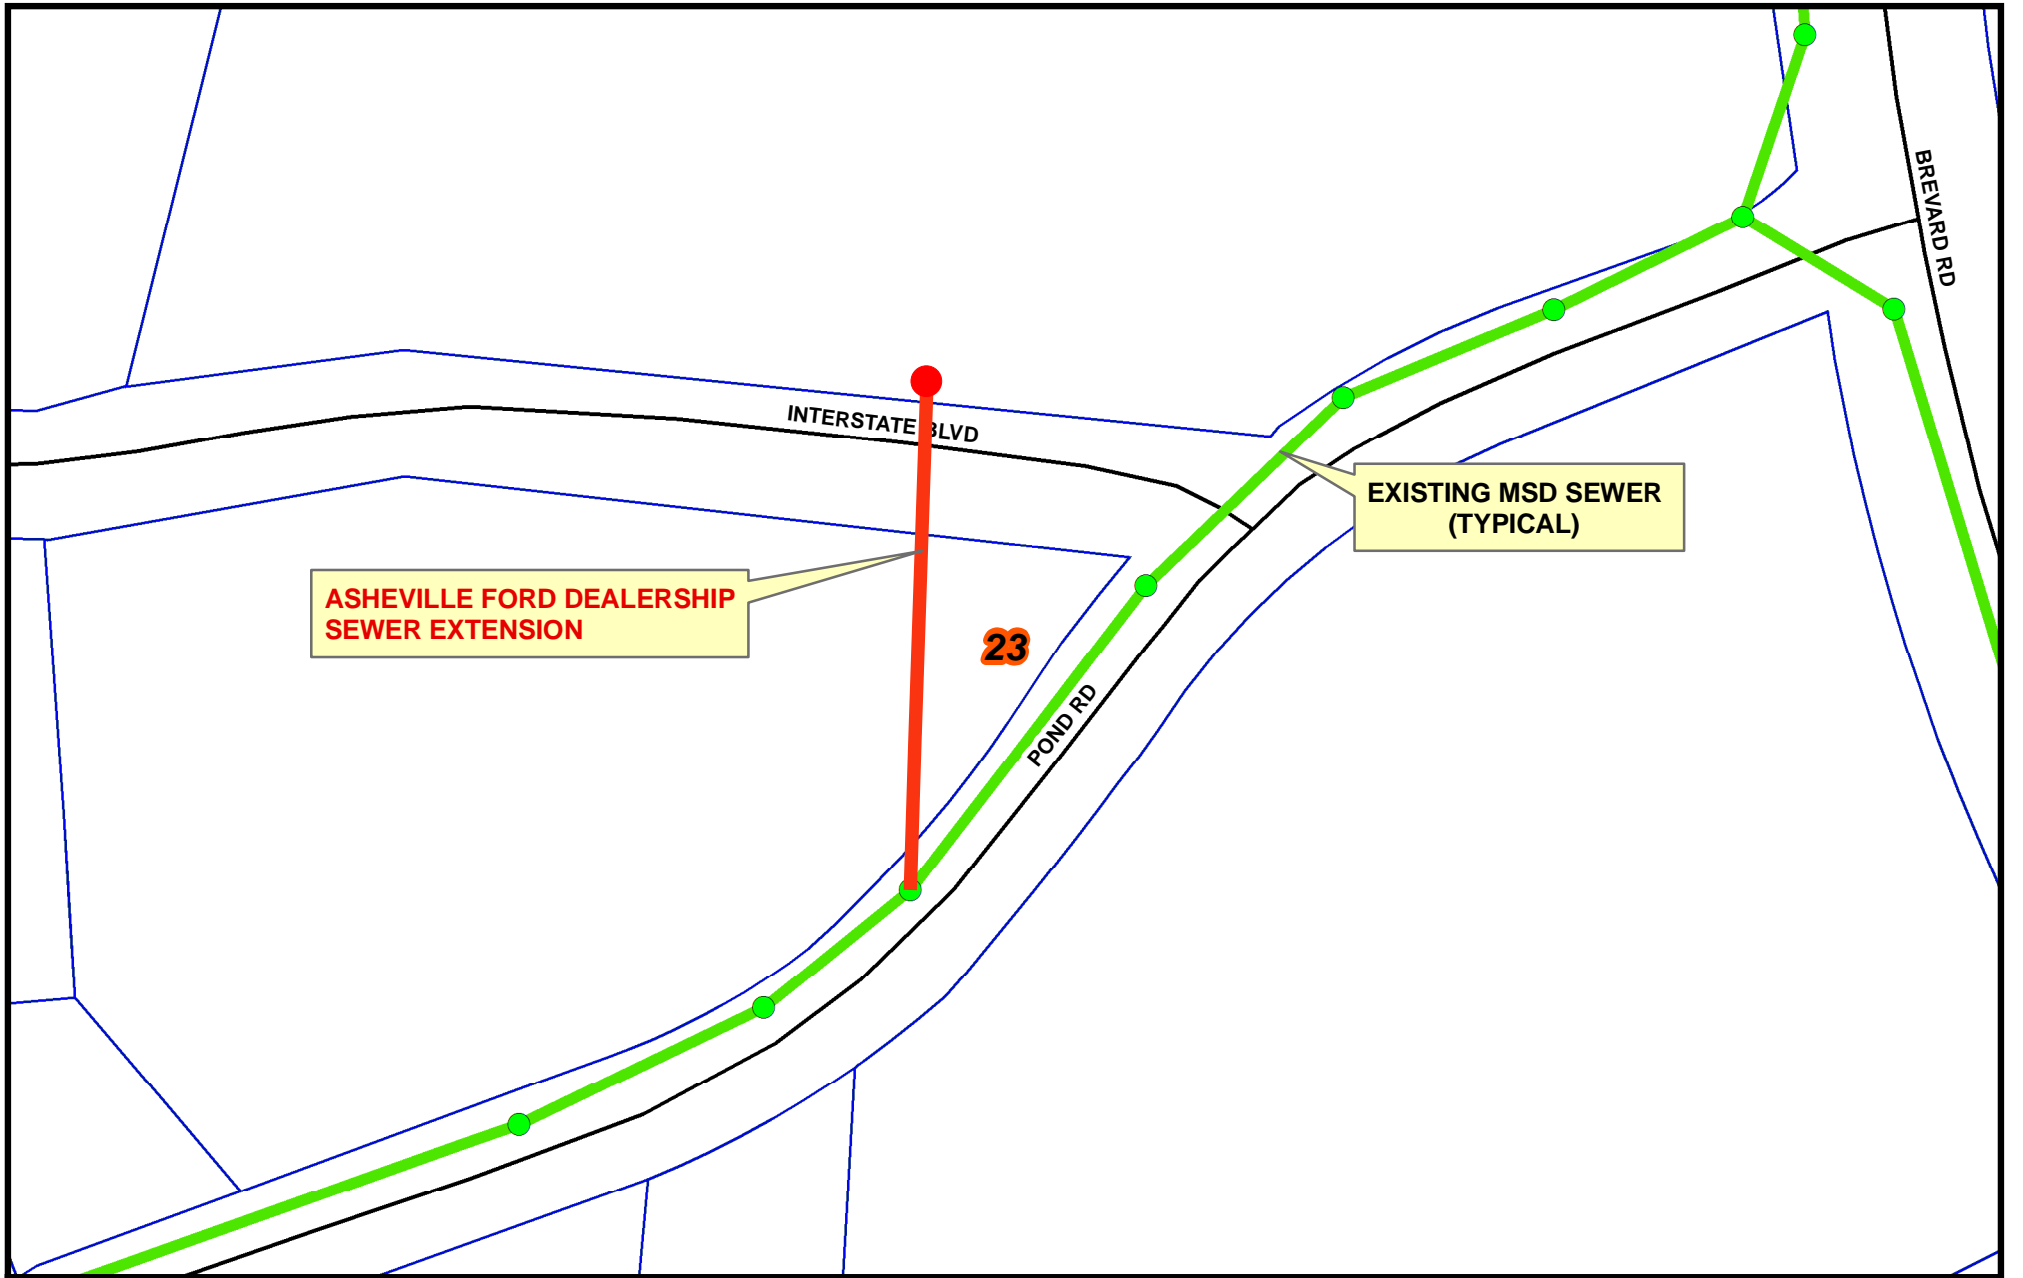 BREVARD RD
INTERSTATE BLVD
EXISTING MSD SEWER
(TYPICAL)
ASHEVILLE FORD DEALERSHIP
SEWER EXTENSION
23
POND RD